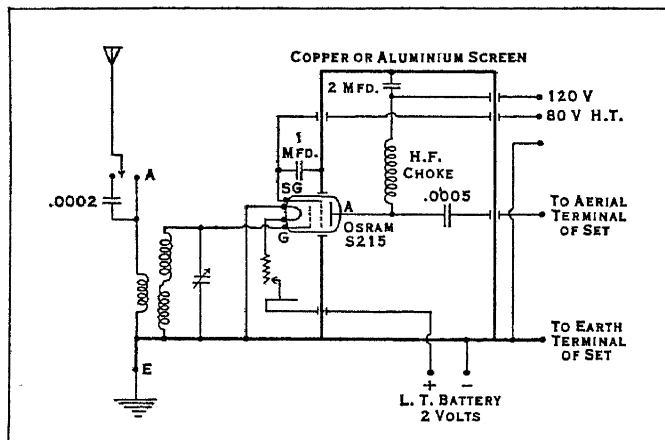 COPPER OR ALUMINIUM SCREEN
2 MFD.
120 V
80 V H.T.
1
MFD.
H.F.
CHOKE
.0002
A
SG
.0005
A
OSRAM
S215
G
TO AERIAL
TERMINAL
OF SET
TO EARTH
TERMINAL
OF SET
E
+ −
L. T. BATTERY
2 VOLTS